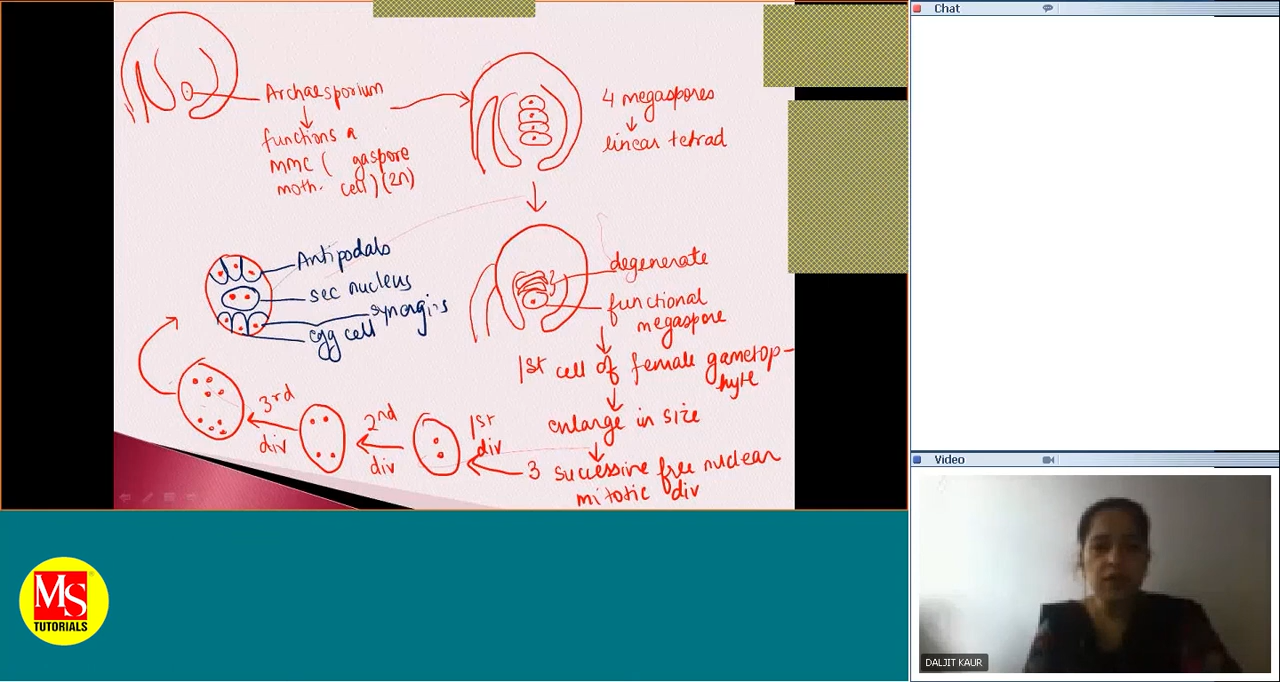 Archaesporium
functions a
MMC ( gaspore
moth. cell) (2n)
4 megaspores
linear tetrad
Antipodals
sec nucleus
synergids
egg cell
degenerate
functional
megaspore
1st cell of female gametop-
hyte
enlarge in size
3 successive free nuclear
mitotic div
1st
div
2nd
div
3rd
div
MS
TUTORIALS
Chat
Video
DALJIT KAUR